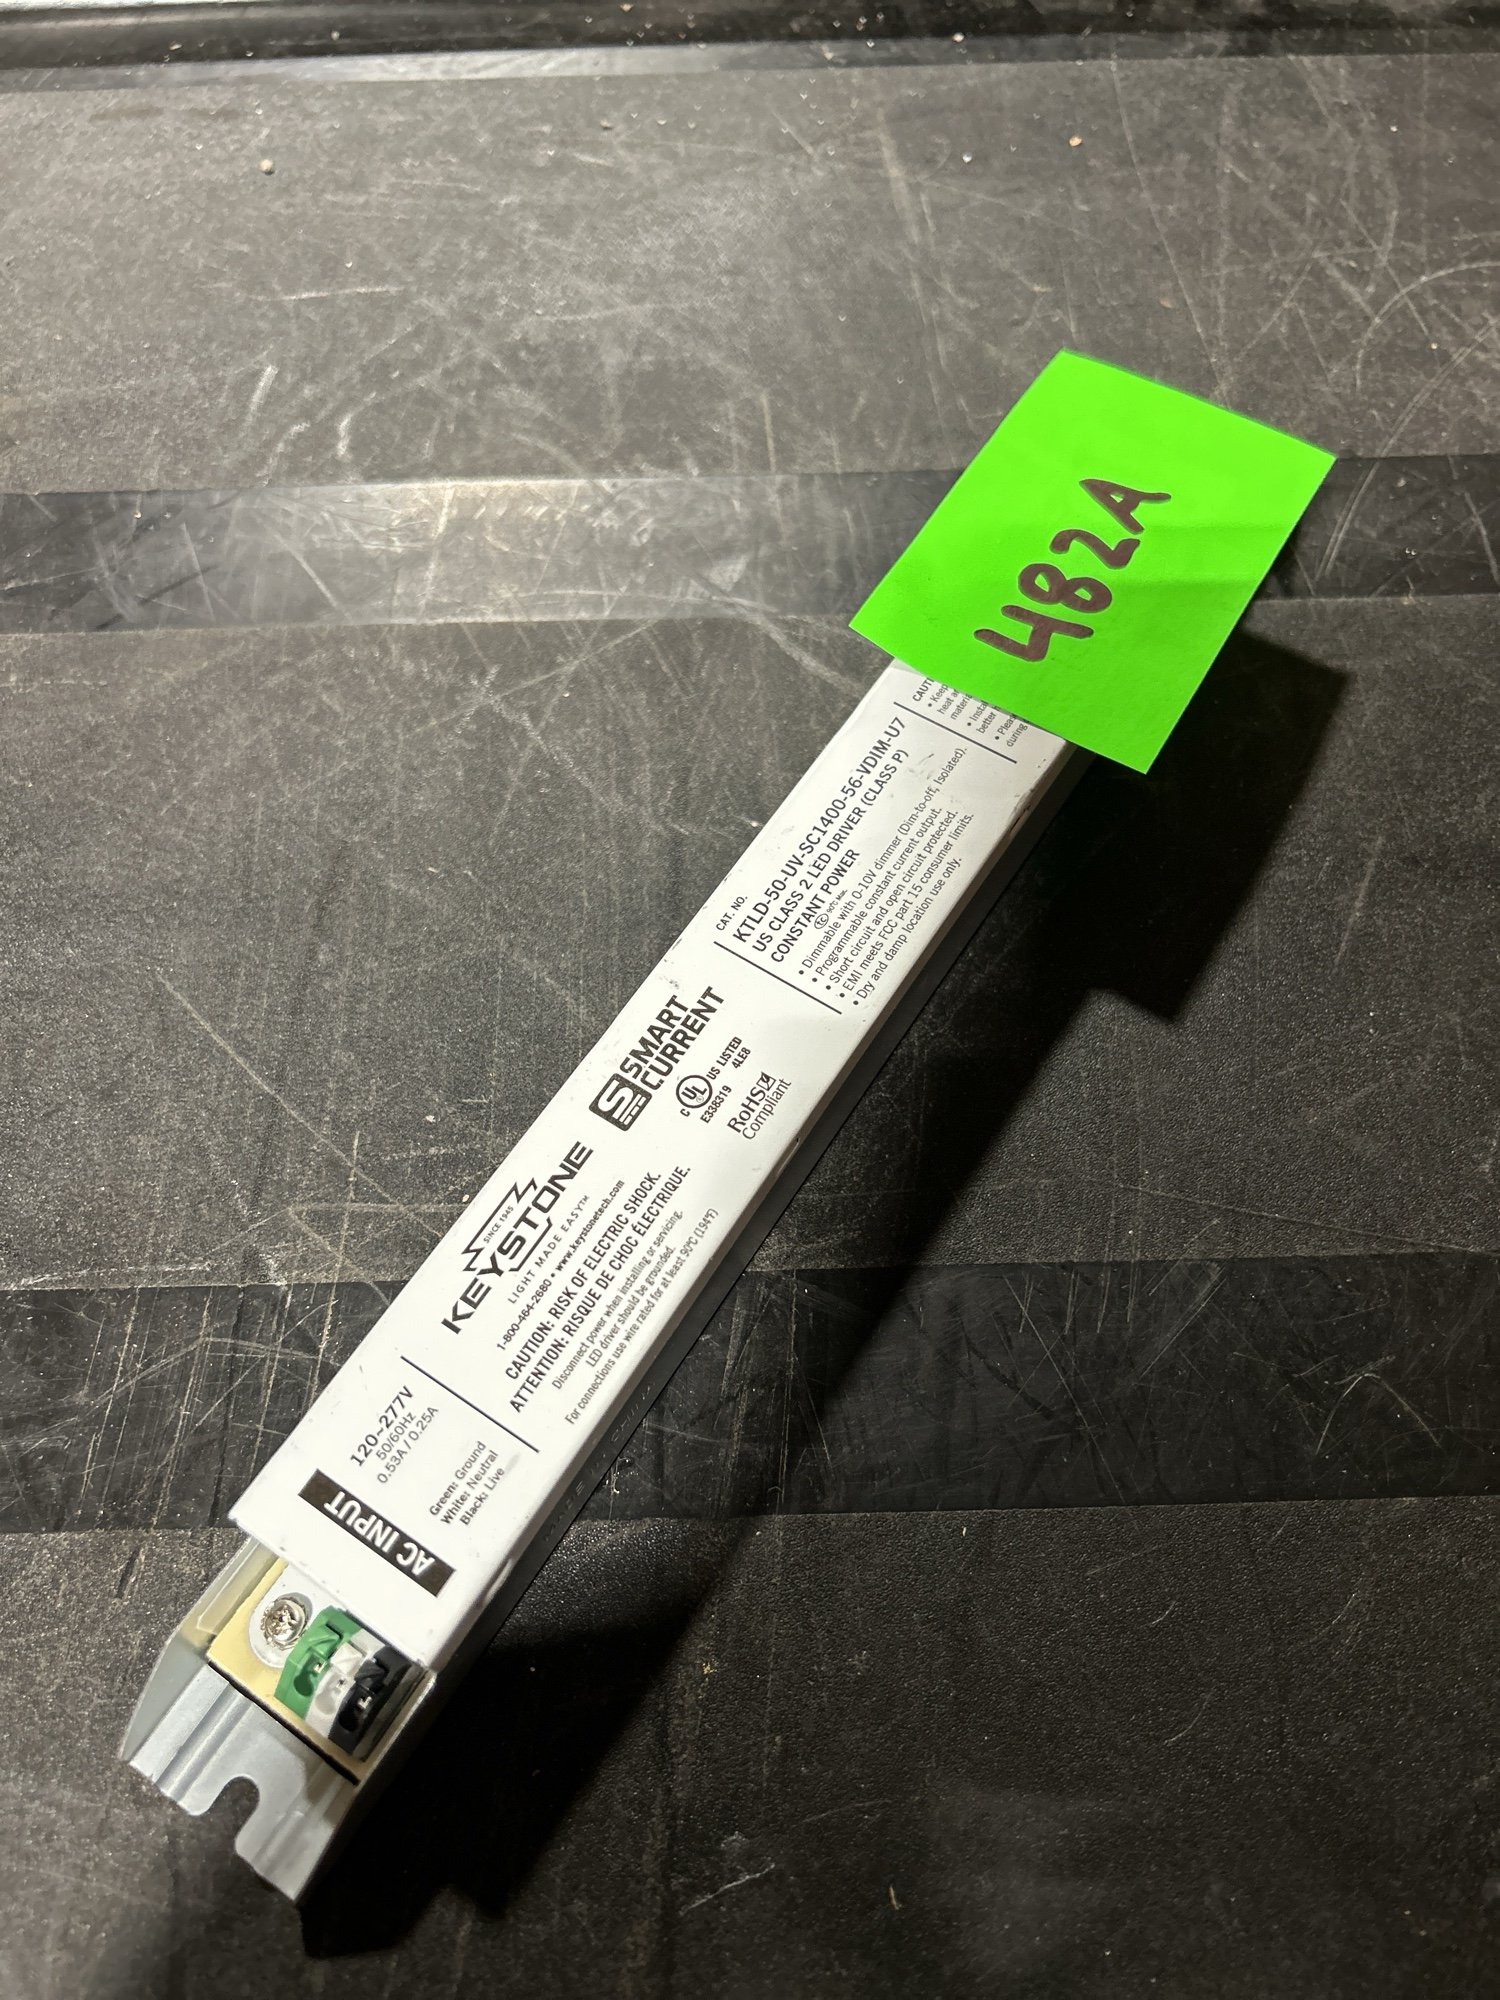 482A
AC INPUT
120~277V
50/60Hz
0.53A / 0.25A
Green: Ground
White: Neutral
Black: Live
SINCE 1945
KEYSTONE
LIGHT MADE EASY™
1-800-464-2680 • www.keystonetech.com
CAUTION: RISK OF ELECTRIC SHOCK.
ATTENTION: RISQUE DE CHOC ÉLECTRIQUE.
Disconnect power when installing or servicing.
LED driver should be grounded.
For connections use wire rated for at least 90°C (194°F)
S SMART
CURRENT
C UL US LISTED
E338319 4LE8
RoHS
Compliant
CAT. NO.
KTLD-50-UV-SC1400-56-VDIM-U7
US CLASS 2 LED DRIVER (CLASS P)
CONSTANT POWER
• Dimmable with 0-10V dimmer (Dim-to-off, Isolated).
• Programmable constant current output.
• Short circuit and open circuit protected.
• EMI meets FCC part 15 consumer limits.
• Dry and damp location use only.
• Keep
heat
• 
better
• 
during